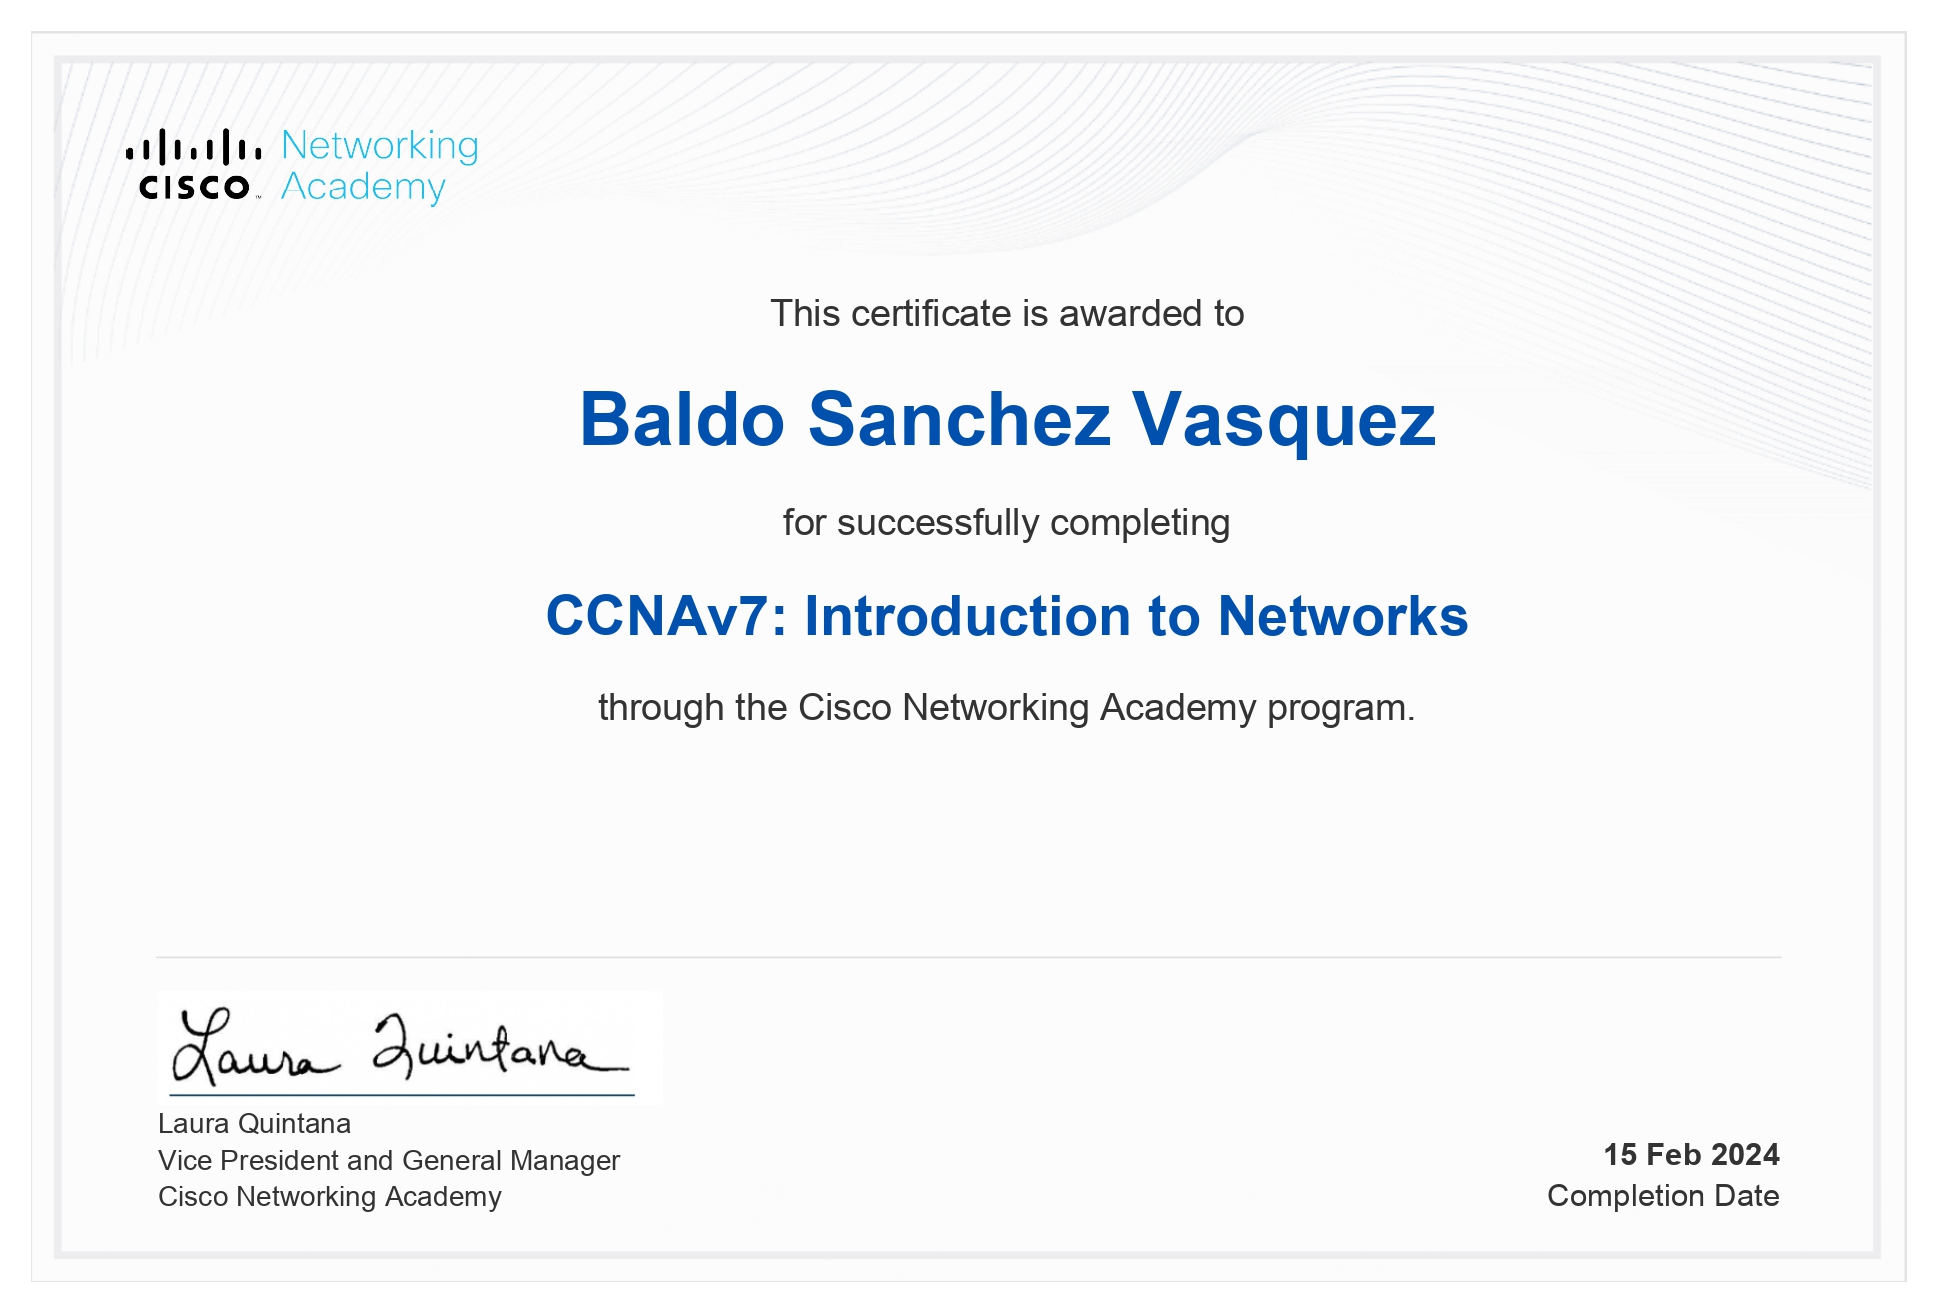 Networking
CISCO™ Academy
This certificate is awarded to
Baldo Sanchez Vasquez
for successfully completing
CCNAv7: Introduction to Networks
through the Cisco Networking Academy program.
Laura Quintana
Laura Quintana
Vice President and General Manager
Cisco Networking Academy
15 Feb 2024
Completion Date